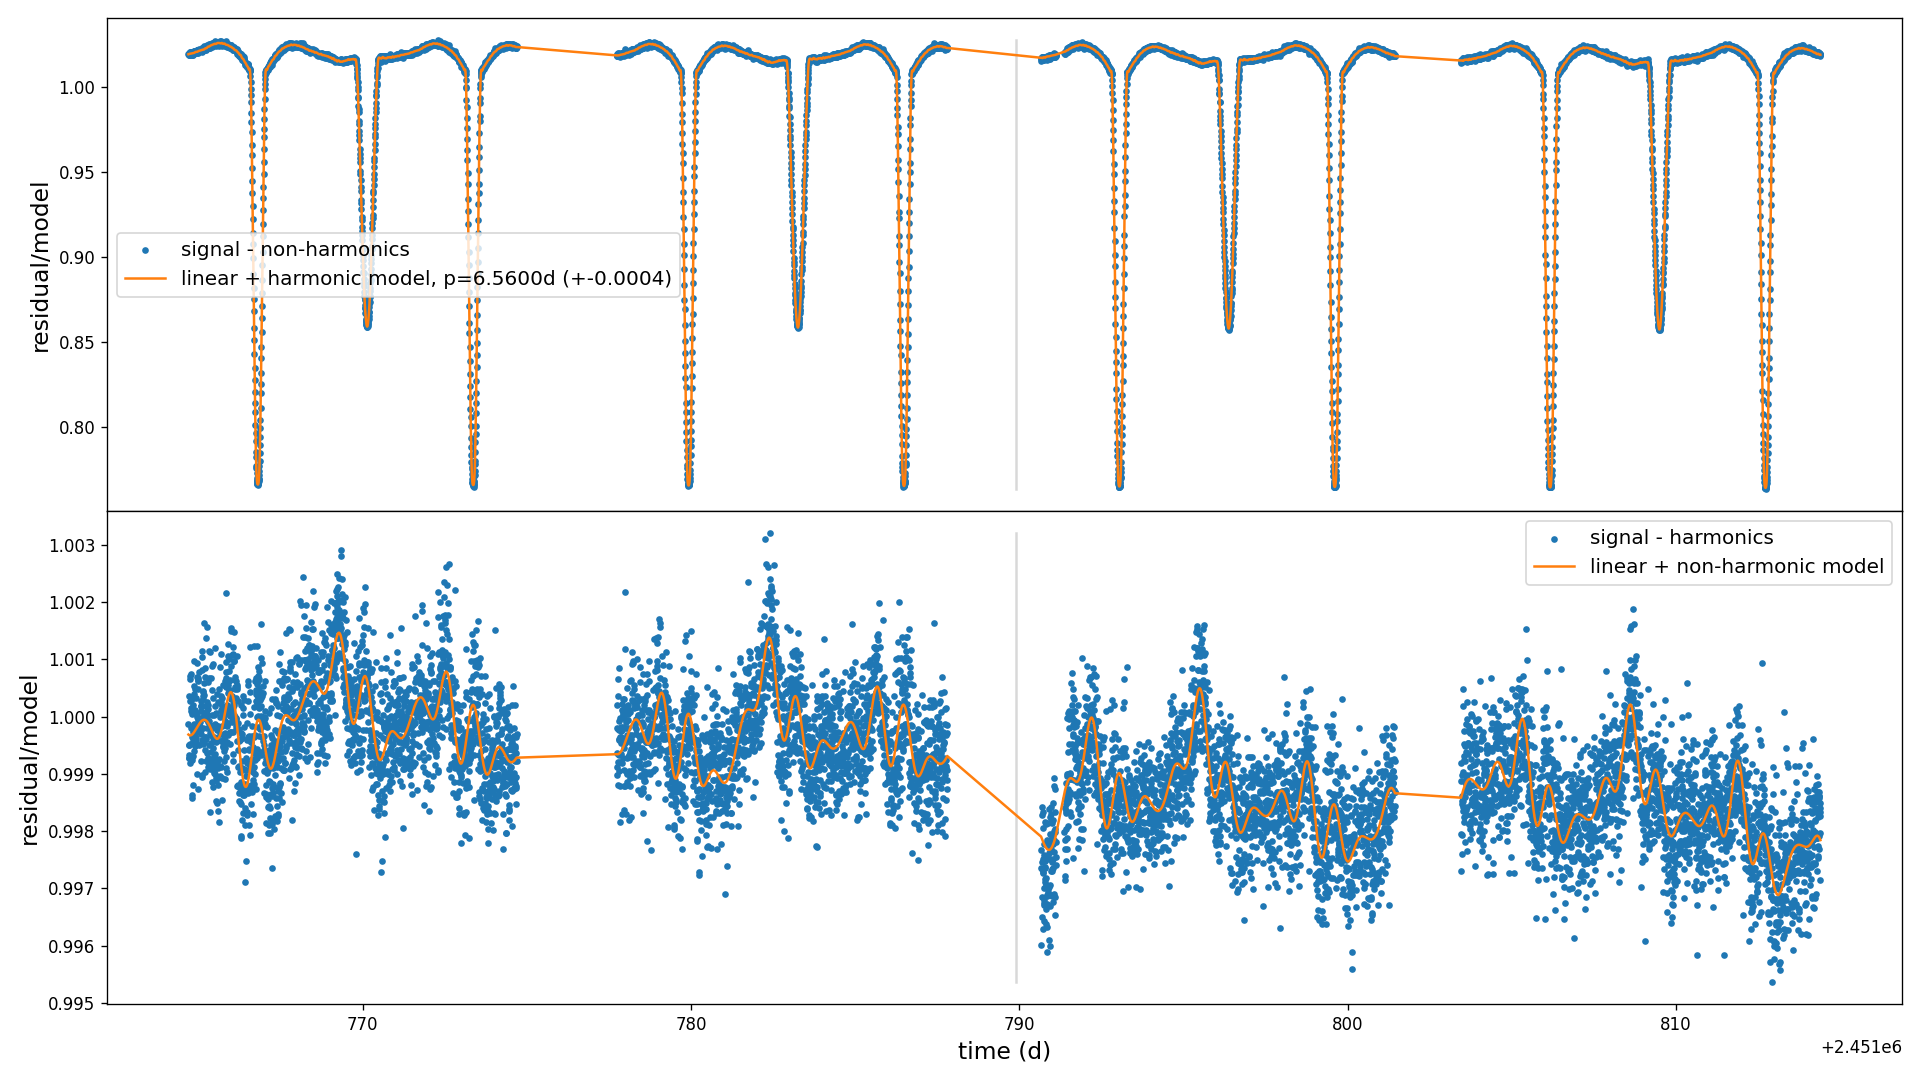 1.00
0.95
0.90
0.85
0.80
residual/model
signal - non-harmonics
linear + harmonic model, p=6.5600d (+-0.0004)
1.003
1.002
1.001
1.000
0.999
0.998
0.997
0.996
0.995
residual/model
signal - harmonics
linear + non-harmonic model
770
780
790
800
810
time (d)
+2.451e6